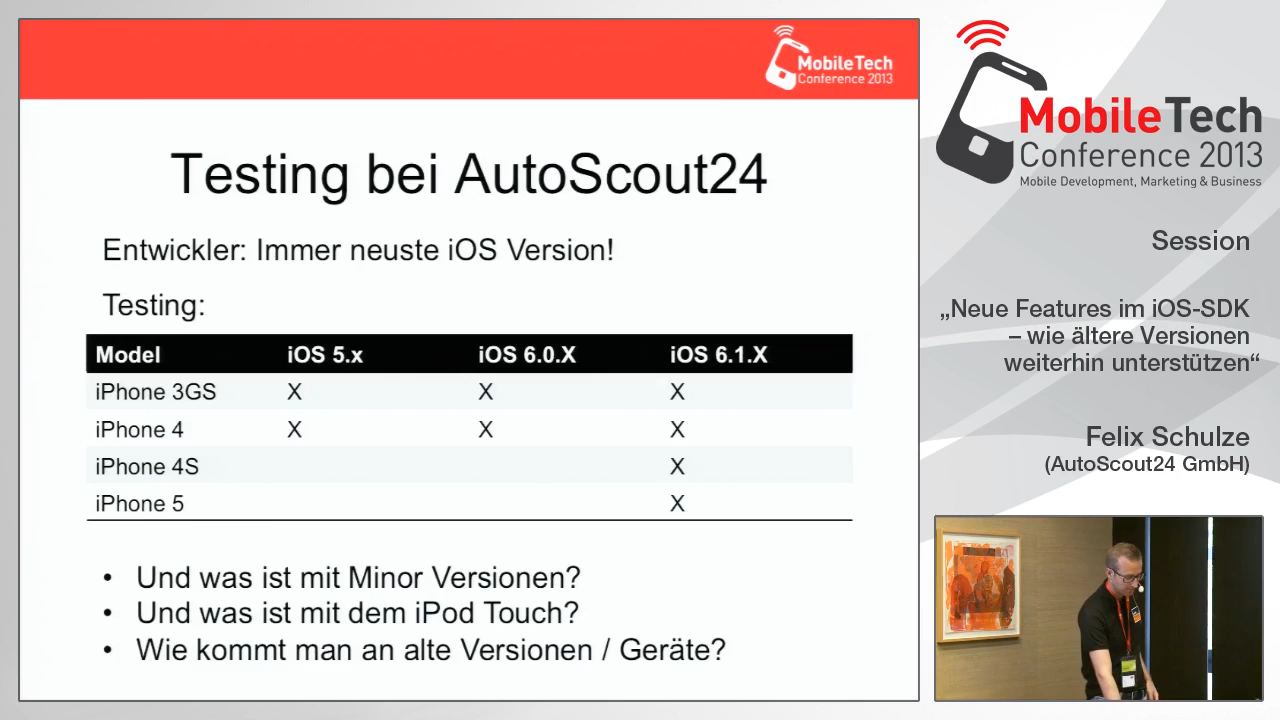 MobileTech
Conference 2013
Testing bei AutoScout24
Entwickler: Immer neuste iOS Version!
Testing:
Model iOS 5.x iOS 6.0.X iOS 6.1.X
iPhone 3GS X X X
iPhone 4 X X X
iPhone 4S X
iPhone 5 X
• Und was ist mit Minor Versionen?
• Und was ist mit dem iPod Touch?
• Wie kommt man an alte Versionen / Geräte?
MobileTech
Conference 2013
Mobile Development, Marketing & Business
Session
„Neue Features im iOS-SDK
– wie ältere Versionen
weiterhin unterstützen“
Felix Schulze
(AutoScout24 GmbH)